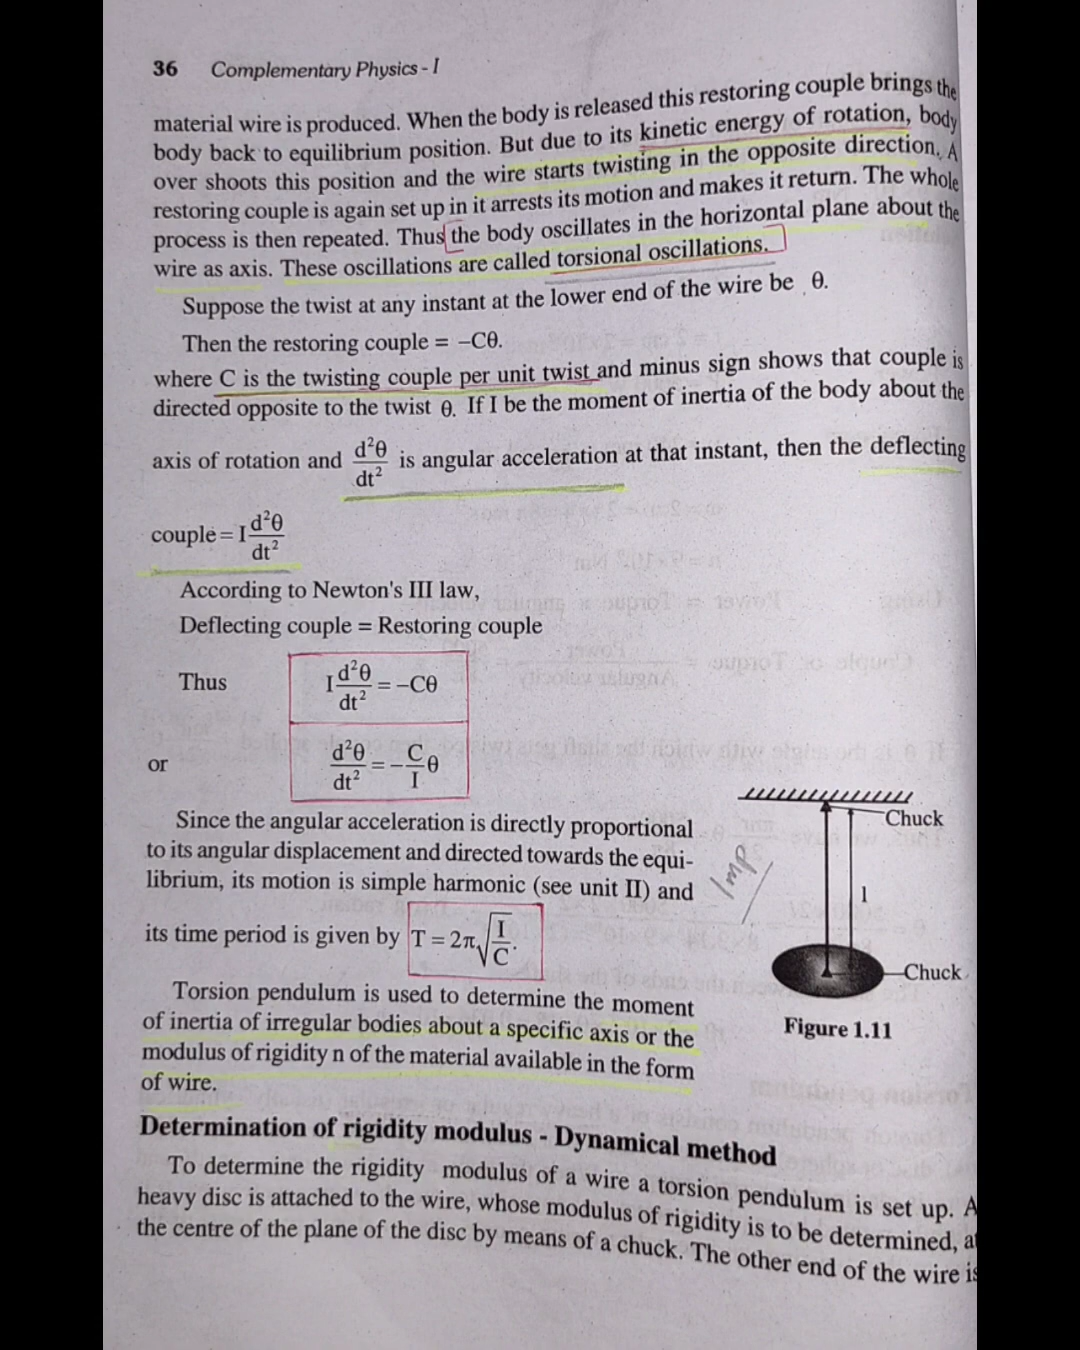 36 Complementary Physics - I
material wire is produced. When the body is released this restoring couple brings the
body back to equilibrium position. But due to its kinetic energy of rotation, body
over shoots this position and the wire starts twisting in the opposite direction. A
restoring couple is again set up in it arrests its motion and makes it return. The whole
process is then repeated. Thus the body oscillates in the horizontal plane about the
wire as axis. These oscillations are called torsional oscillations.
Suppose the twist at any instant at the lower end of the wire be θ.
Then the restoring couple = –Cθ.
where C is the twisting couple per unit twist and minus sign shows that couple is
directed opposite to the twist θ. If I be the moment of inertia of the body about the
axis of rotation and d²θ/dt² is angular acceleration at that instant, then the deflecting
couple = I d²θ/dt²
According to Newton's III law,
Deflecting couple = Restoring couple
Thus I d²θ/dt² = –Cθ
or d²θ/dt² = – C/I θ
Since the angular acceleration is directly proportional
to its angular displacement and directed towards the equi-
librium, its motion is simple harmonic (see unit II) and
its time period is given by T = 2π√(I/C).
Torsion pendulum is used to determine the moment
of inertia of irregular bodies about a specific axis or the
modulus of rigidity n of the material available in the form
of wire.
Chuck
l
Chuck
Figure 1.11
Determination of rigidity modulus - Dynamical method
To determine the rigidity modulus of a wire a torsion pendulum is set up. A
heavy disc is attached to the wire, whose modulus of rigidity is to be determined, at
the centre of the plane of the disc by means of a chuck. The other end of the wire is